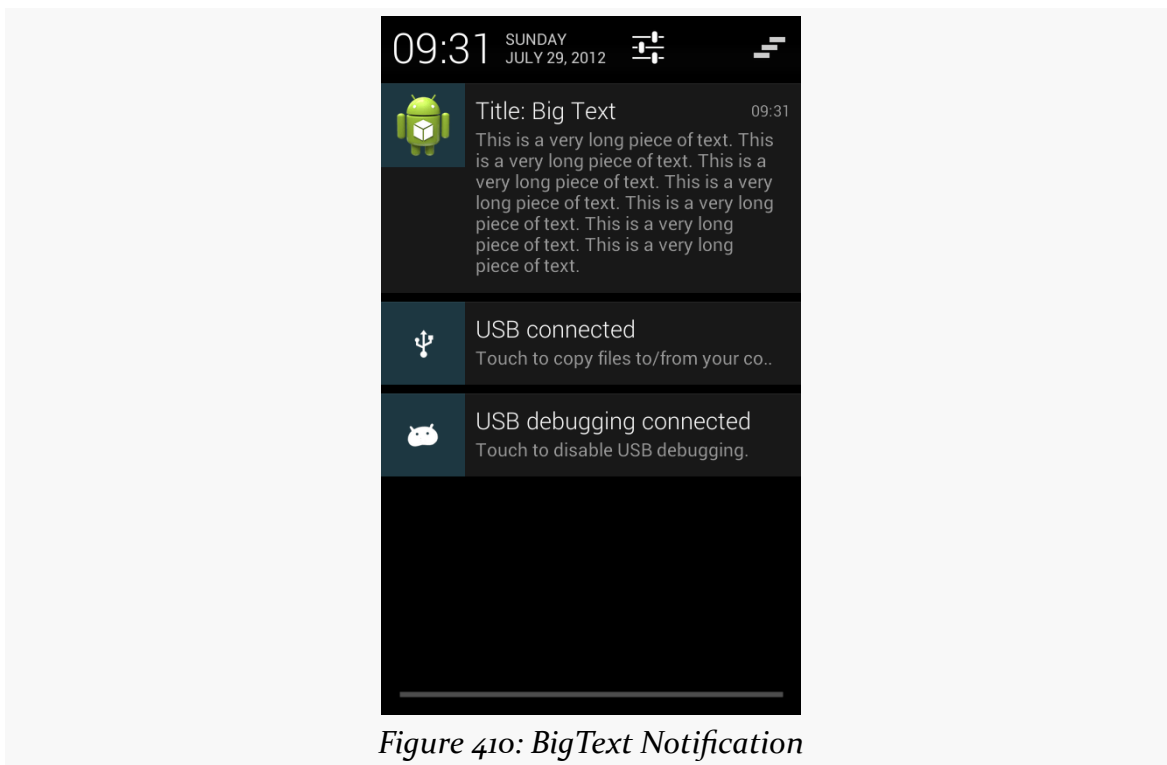 09:31 SUNDAY
JULY 29, 2012
Title: Big Text 09:31
This is a very long piece of text. This
is a very long piece of text. This is a
very long piece of text. This is a very
long piece of text. This is a very long
piece of text. This is a very long
piece of text. This is a very long
piece of text.
USB connected
Touch to copy files to/from your co..
USB debugging connected
Touch to disable USB debugging.
Figure 410: BigText Notification